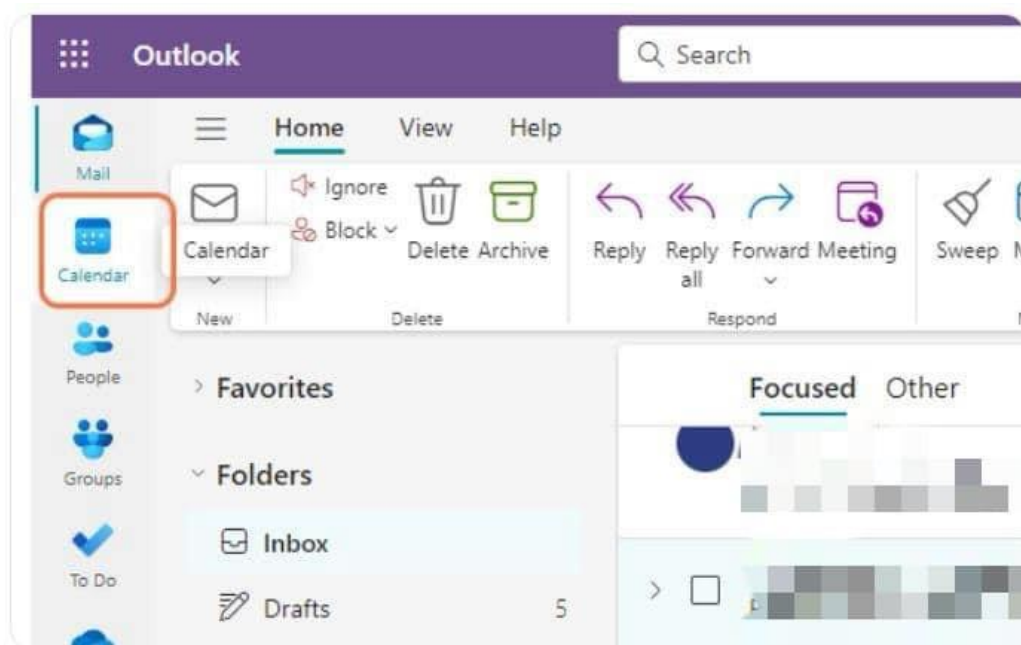 Outlook
Search
Home View Help
Mail
Calendar
People
Groups
To Do
Calendar
New
Ignore
Block
Delete Archive
Delete
Reply Reply all Forward Meeting
Respond
Sweep
Favorites
Folders
Inbox
Drafts 5
Focused Other